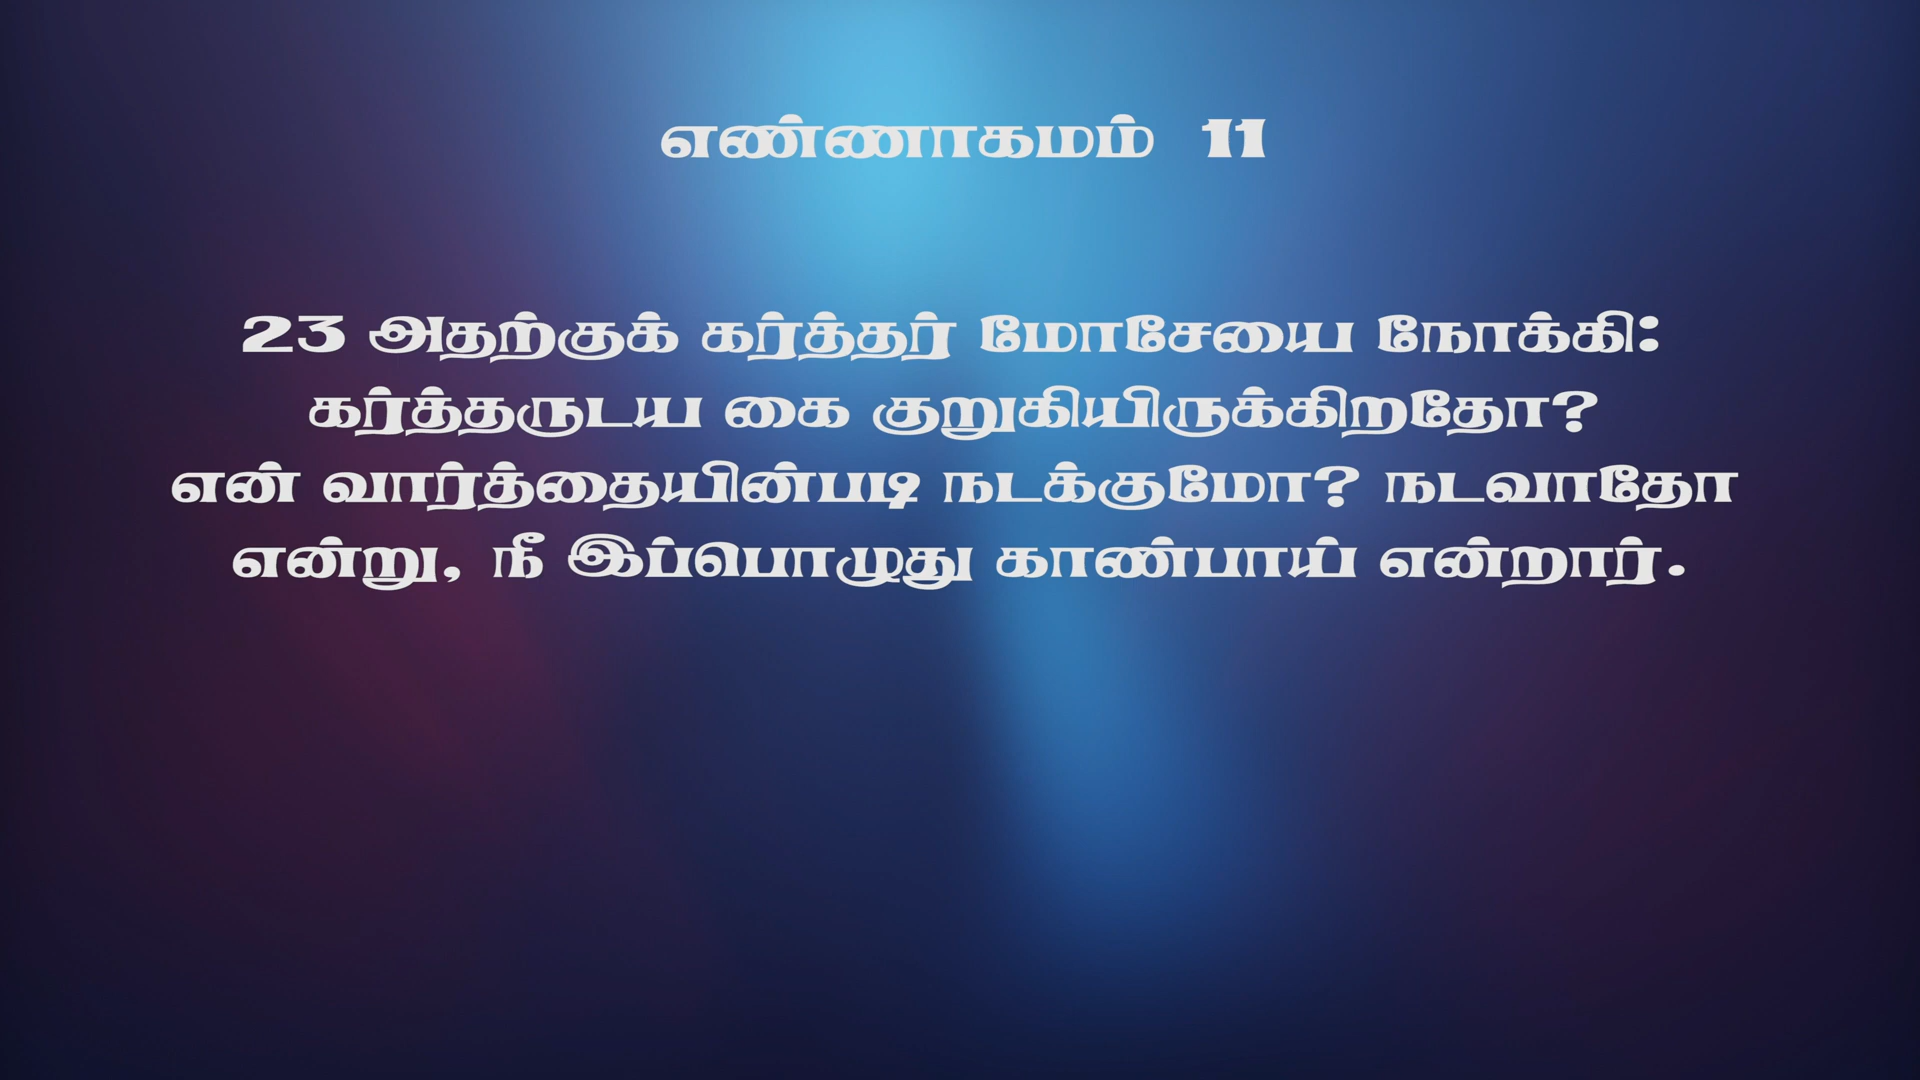 எண்ணாகமம் 11
23 அதற்குக் கர்த்தர் மோசேயை நோக்கி:
கர்த்தருடைய கை குறுகியிருக்கிறதோ?
என் வார்த்தையின்படி நடக்குமோ? நடவாதோ
என்று, நீ இப்பொழுது காண்பாய் என்றார்.